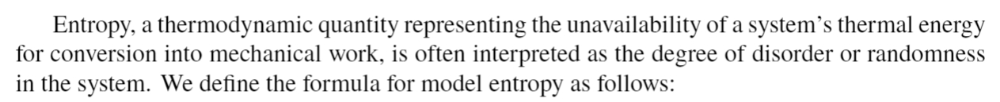 Entropy, a thermodynamic quantity representing the unavailability of a system’s thermal energy
for conversion into mechanical work, is often interpreted as the degree of disorder or randomness
in the system. We define the formula for model entropy as follows: